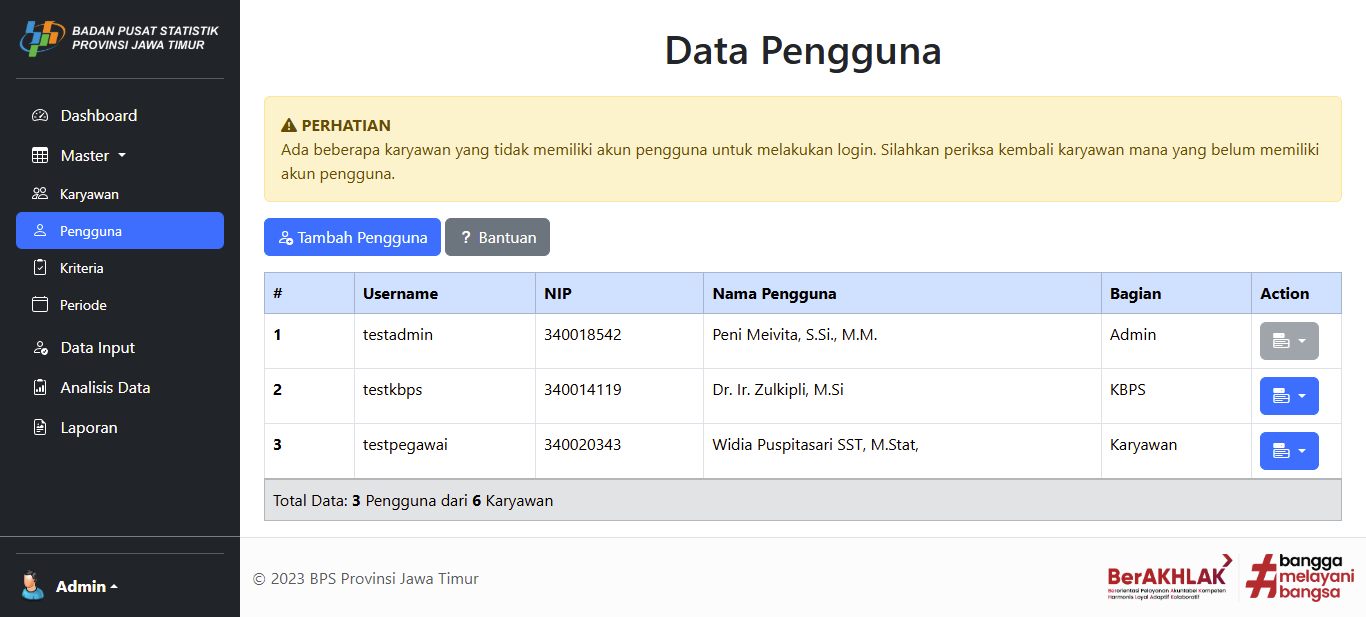 BADAN PUSAT STATISTIK
PROVINSI JAWA TIMUR
Dashboard
Master
Karyawan
Pengguna
Kriteria
Periode
Data Input
Analisis Data
Laporan
Admin
Data Pengguna
PERHATIAN
Ada beberapa karyawan yang tidak memiliki akun pengguna untuk melakukan login. Silahkan periksa kembali karyawan mana yang belum memiliki
akun pengguna.
Tambah Pengguna ? Bantuan
# Username NIP Nama Pengguna Bagian Action
1 testadmin 340018542 Peni Meivita, S.Si., M.M. Admin
2 testkbps 340014119 Dr. Ir. Zulkipli, M.Si KBPS
3 testpegawai 340020343 Widia Puspitasari SST, M.Stat, Karyawan
Total Data: 3 Pengguna dari 6 Karyawan
© 2023 BPS Provinsi Jawa Timur
BerAKHLAK
Berorientasi Pelayanan Akuntabel Kompeten
Harmonis Loyal Adaptif Kolaboratif
#bangga
melayani
bangsa